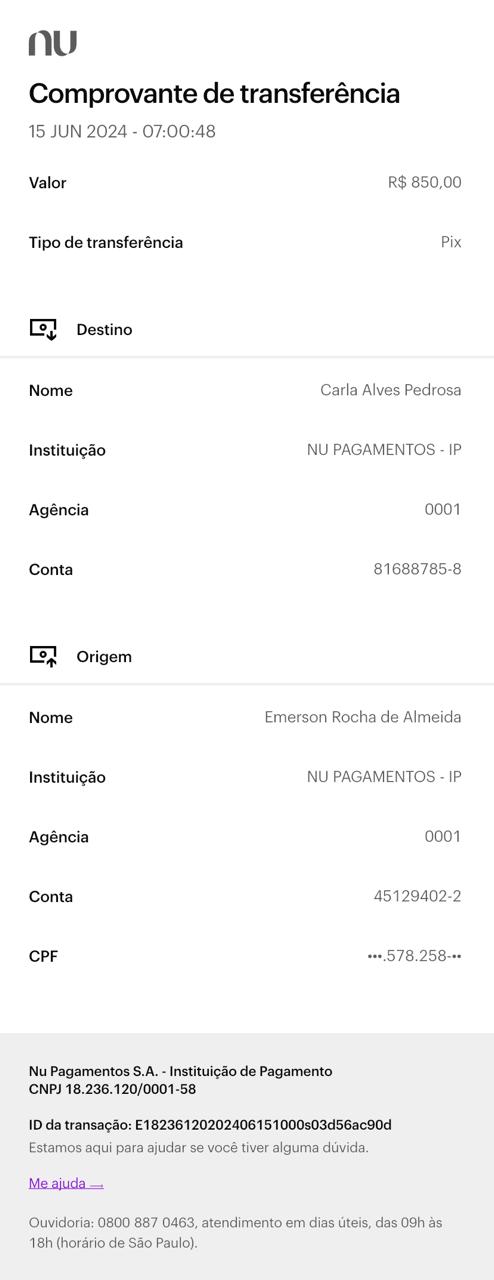 nu
Comprovante de transferência
15 JUN 2024 - 07:00:48
Valor R$ 850,00
Tipo de transferência Pix
Destino
Nome Carla Alves Pedrosa
Instituição NU PAGAMENTOS - IP
Agência 0001
Conta 81688785-8
Origem
Nome Emerson Rocha de Almeida
Instituição NU PAGAMENTOS - IP
Agência 0001
Conta 45129402-2
CPF •••.578.258-••
Nu Pagamentos S.A. - Instituição de Pagamento
CNPJ 18.236.120/0001-58
ID da transação: E18236120202406151000s03d56ac90d
Estamos aqui para ajudar se você tiver alguma dúvida.
Me ajuda →
Ouvidoria: 0800 887 0463, atendimento em dias úteis, das 09h às
18h (horário de São Paulo).